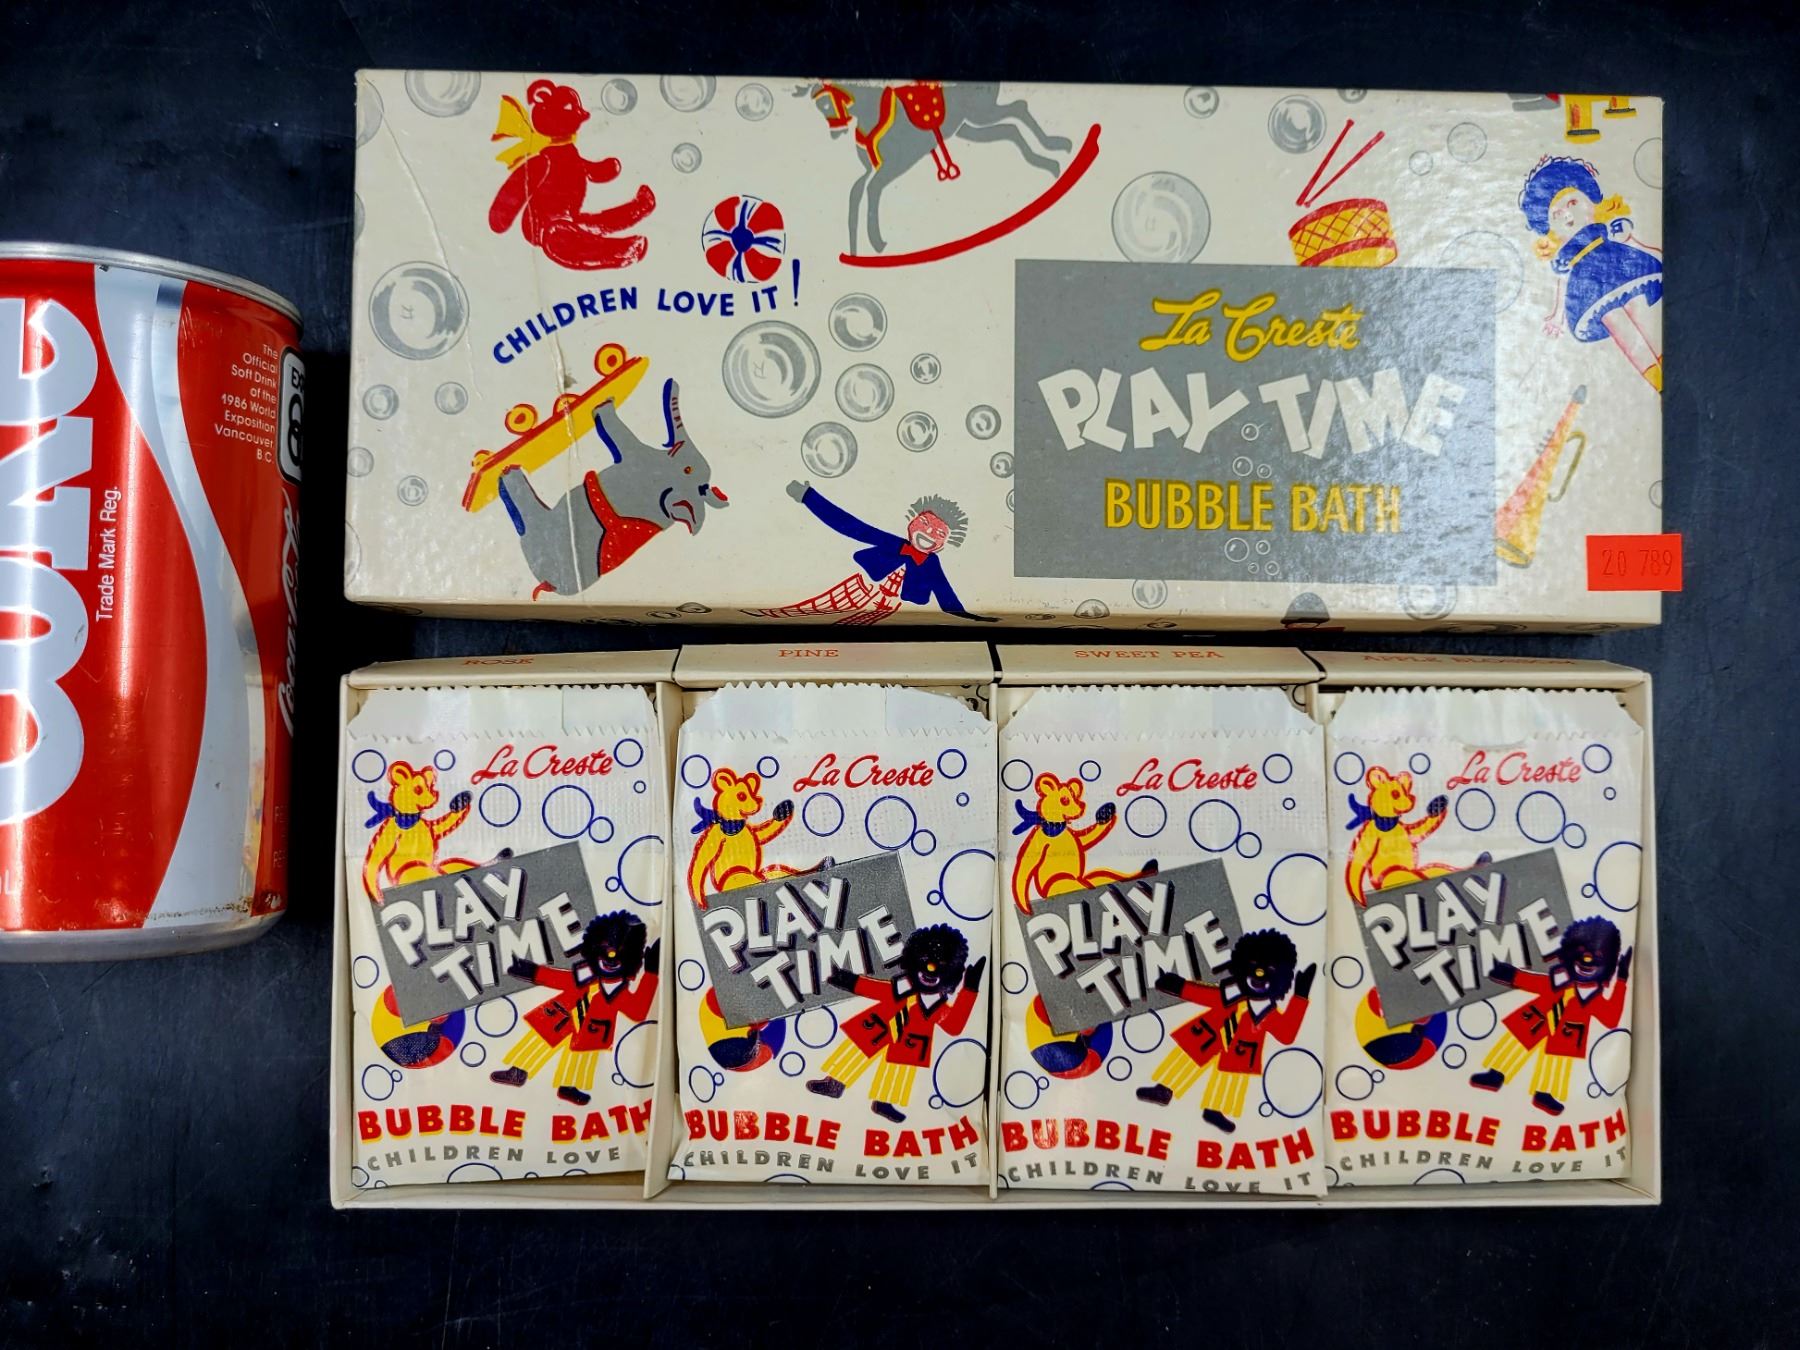 The
Official
Soft Drink
of the
1986 World
Exposition
Vancouver,
B.C.
Trade Mark Reg.
CHILDREN LOVE IT!
La Creste
PLAY TIME
BUBBLE BATH
20 789
ROSE
PINE
SWEET PEA
APPLE BLOSSOM
La Creste
PLAY
TIME
BUBBLE BATH
CHILDREN LOVE
La Creste
PLAY
TIME
BUBBLE BATH
CHILDREN LOVE IT
La Creste
PLAY
TIME
BUBBLE BATH
CHILDREN LOVE IT
La Creste
PLAY
TIME
BUBBLE BATH
CHILDREN LOVE IT